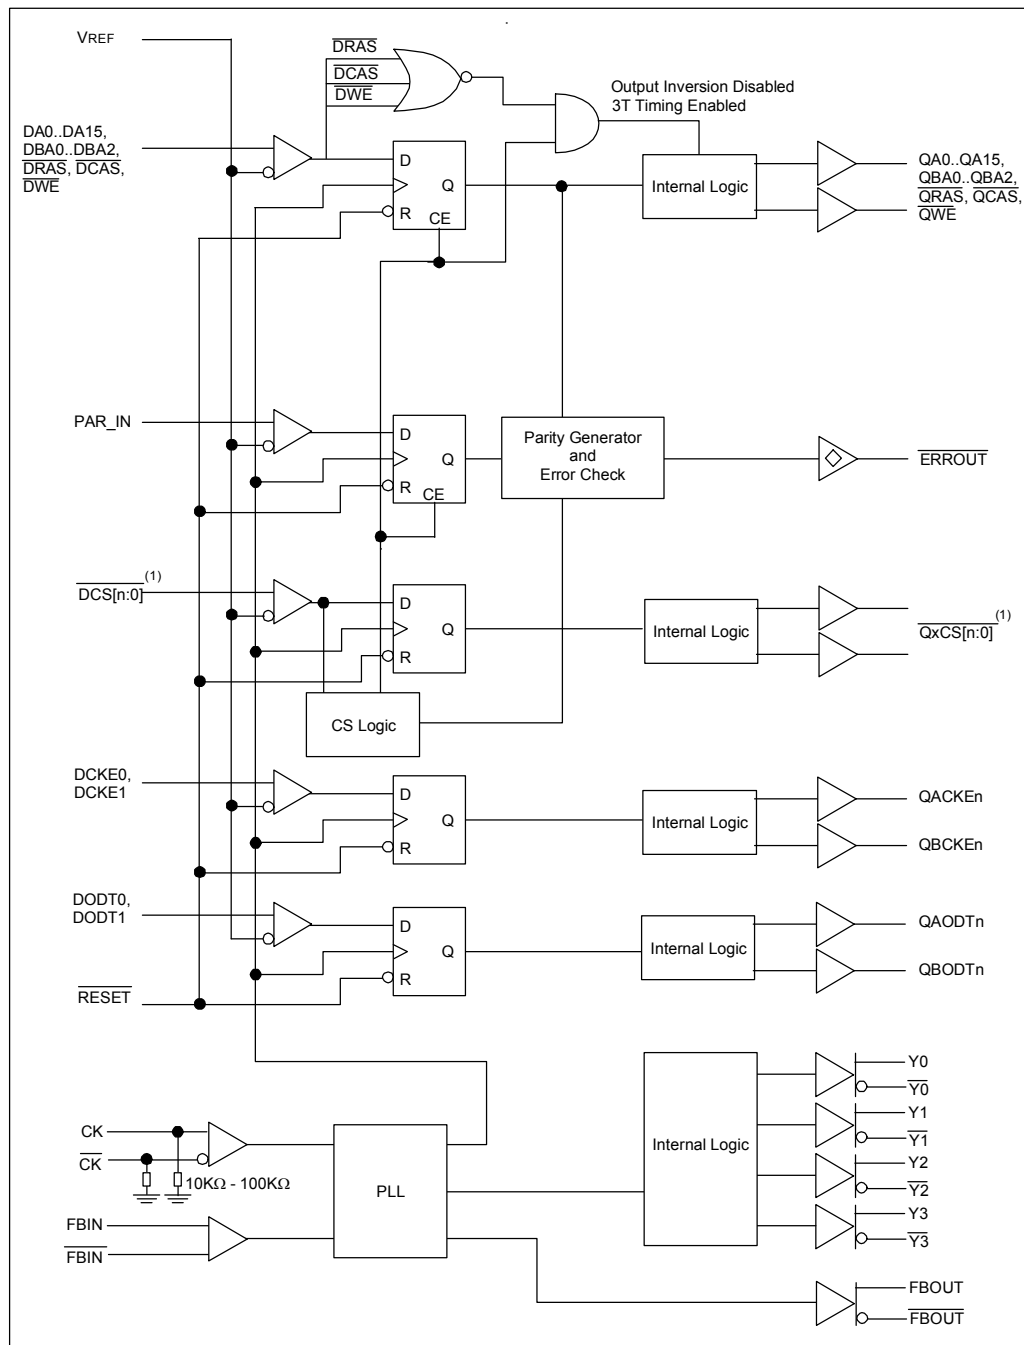 VREF
DRAS
DCAS
DWE
Output Inversion Disabled
3T Timing Enabled
DA0..DA15,
DBA0..DBA2,
DRAS, DCAS,
DWE
D
Q
R
CE
Internal Logic
QA0..QA15,
QBA0..QBA2,
QRAS, QCAS,
QWE
PAR_IN
D
Q
R
CE
Parity Generator
and
Error Check
ERROUT
DCS[n:0](1)
D
Q
R
Internal Logic
QxCS[n:0](1)
CS Logic
DCKE0,
DCKE1
D
Q
R
Internal Logic
QACKEn
QBCKEn
DODT0,
DODT1
D
Q
R
Internal Logic
QAODTn
QBODTn
RESET
CK
CK
10KΩ - 100KΩ
FBIN
FBIN
PLL
Internal Logic
Y0
Y0
Y1
Y1
Y2
Y2
Y3
Y3
FBOUT
FBOUT